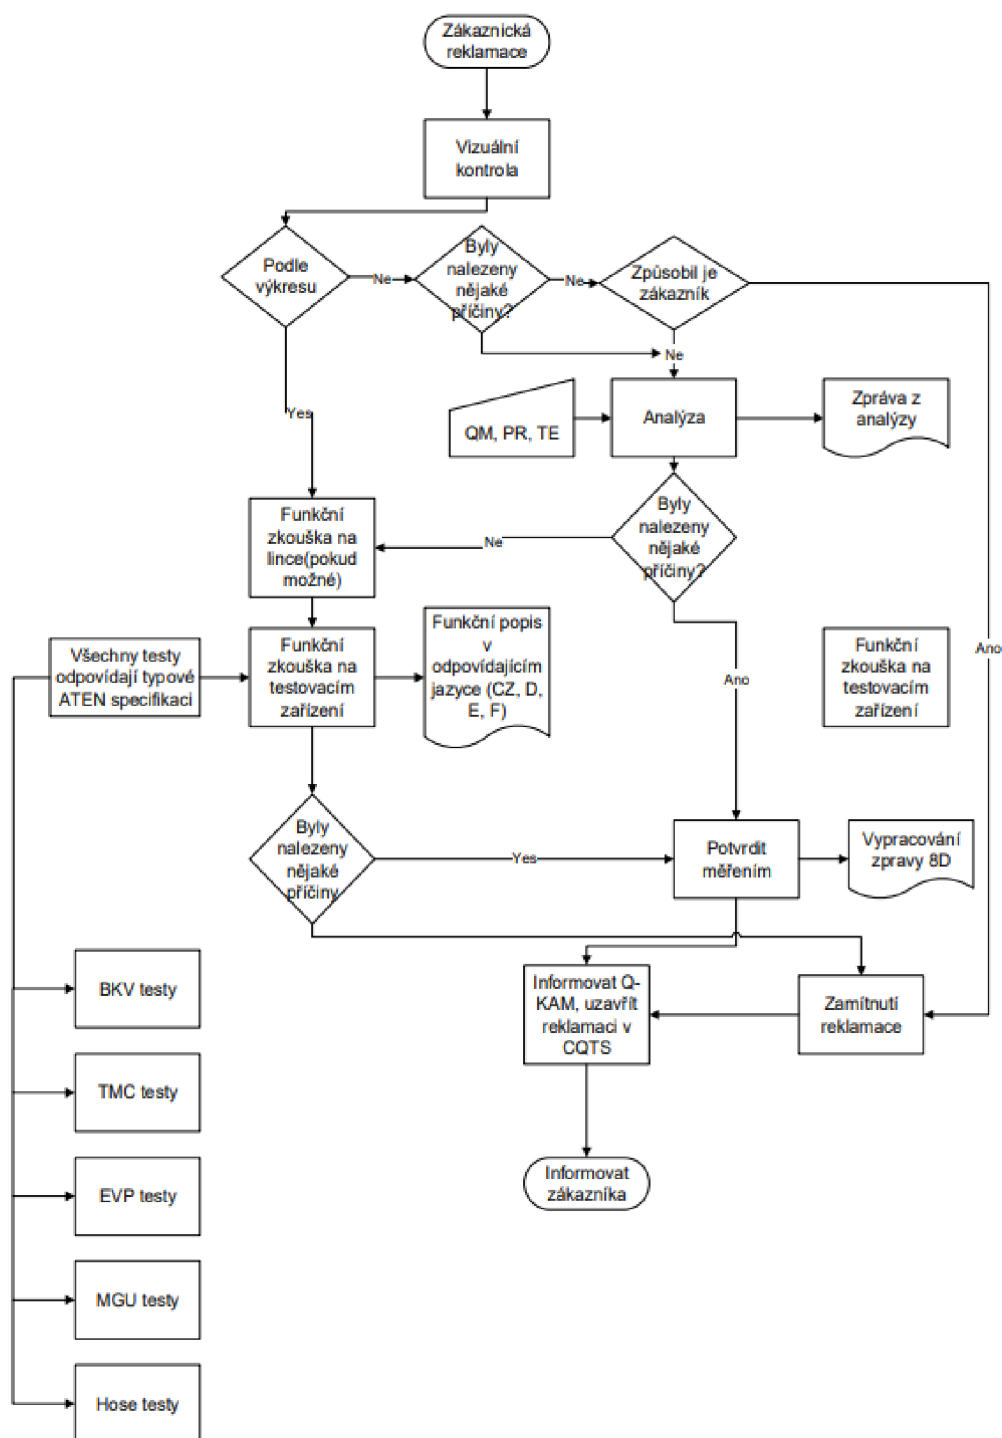 Zákaznická
reklamace
Vizuální
kontrola
Podle
výkresu
Ne
Byly
nalezeny
nějaké
příčiny?
Ne
Způsobil je
zákazník
Ne
Yes
QM, PR, TE
Analýza
Zpráva z
analýzy
Funkční
zkouška na
lince(pokud
možné)
Ne
Byly
nalezeny
nějaké
příčiny?
Všechny testy
odpovídají typové
ATEN specifikaci
Funkční
zkouška na
testovacím
zařízení
Funkční popis
v
odpovídajícím
jazyce (CZ, D,
E, F)
Ano
Funkční
zkouška na
testovacím
zařízení
Ano
Byly
nalezeny
nějaké
příčiny
Yes
Potvrdit
měřením
Vypracování
zpravy 8D
BKV testy
Informovat Q-
KAM, uzavřít
reklamaci v
CQTS
Zamítnutí
reklamace
TMC testy
EVP testy
Informovat
zákazníka
MGU testy
Hose testy